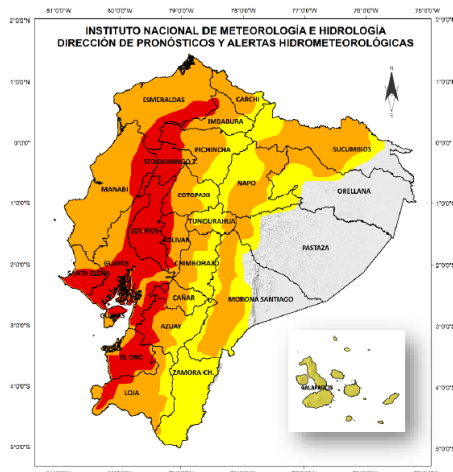 INSTITUTO NACIONAL DE METEOROLOGÍA E HIDROLOGÍA
DIRECCIÓN DE PRONÓSTICOS Y ALERTAS HIDROMETEOROLÓGICAS
81°0'0"W 80°0'0"W 79°0'0"W 78°0'0"W 77°0'0"W 76°0'0"W 75°0'0"W
2°0'0"N
1°0'0"N
0°0'0"
1°0'0"S
2°0'0"S
3°0'0"S
4°0'0"S
5°0'0"S
N
ESMERALDAS
CARCHI
IMBABURA
PICHINCHA
SUCUMBIOS
STO DOMINGO T.
MANABI
COTOPAXI
NAPO
ORELLANA
TUNGURAHUA
LOS RIOS
BOLIVAR
PASTAZA
GUAYAS
CHIMBORAZO
SANTA ELENA
CAÑAR
MORONA SANTIAGO
GUAYAS
AZUAY
EL ORO
ZAMORA CH.
LOJA
GALAPAGOS